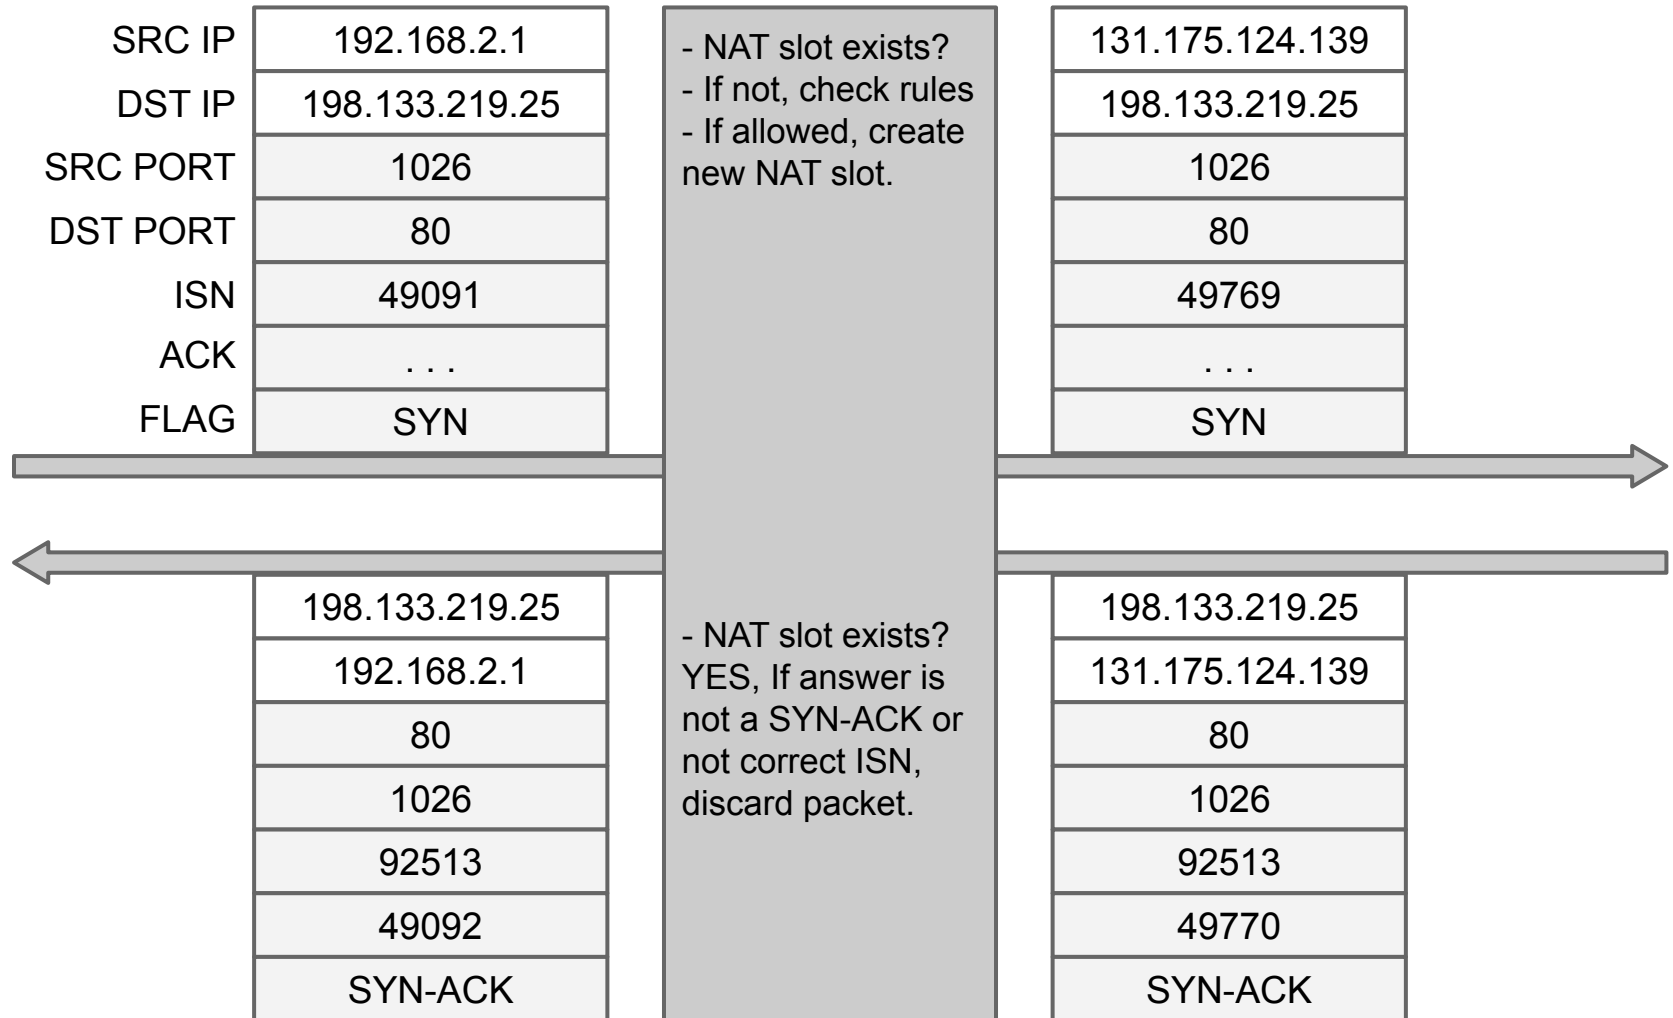 SRC IP
192.168.2.1
131.175.124.139
DST IP
198.133.219.25
198.133.219.25
SRC PORT
1026
1026
DST PORT
80
80
ISN
49091
49769
ACK
. . .
. . .
FLAG
SYN
SYN
- NAT slot exists?
- If not, check rules
- If allowed, create
new NAT slot.
198.133.219.25
198.133.219.25
192.168.2.1
131.175.124.139
80
80
1026
1026
92513
92513
49092
49770
SYN-ACK
SYN-ACK
- NAT slot exists?
YES, If answer is
not a SYN-ACK or
not correct ISN,
discard packet.